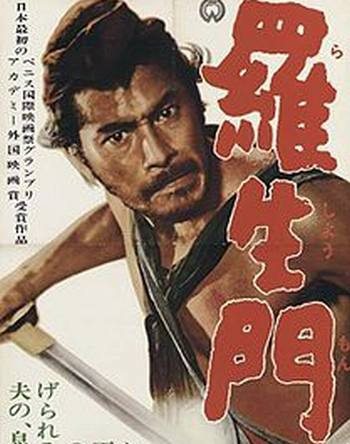 羅生門
ら しょう もん
日本最初の
ベニス国際映画祭グランプリ
アカデミー外国映画賞
受賞作品
げられ
夫の、